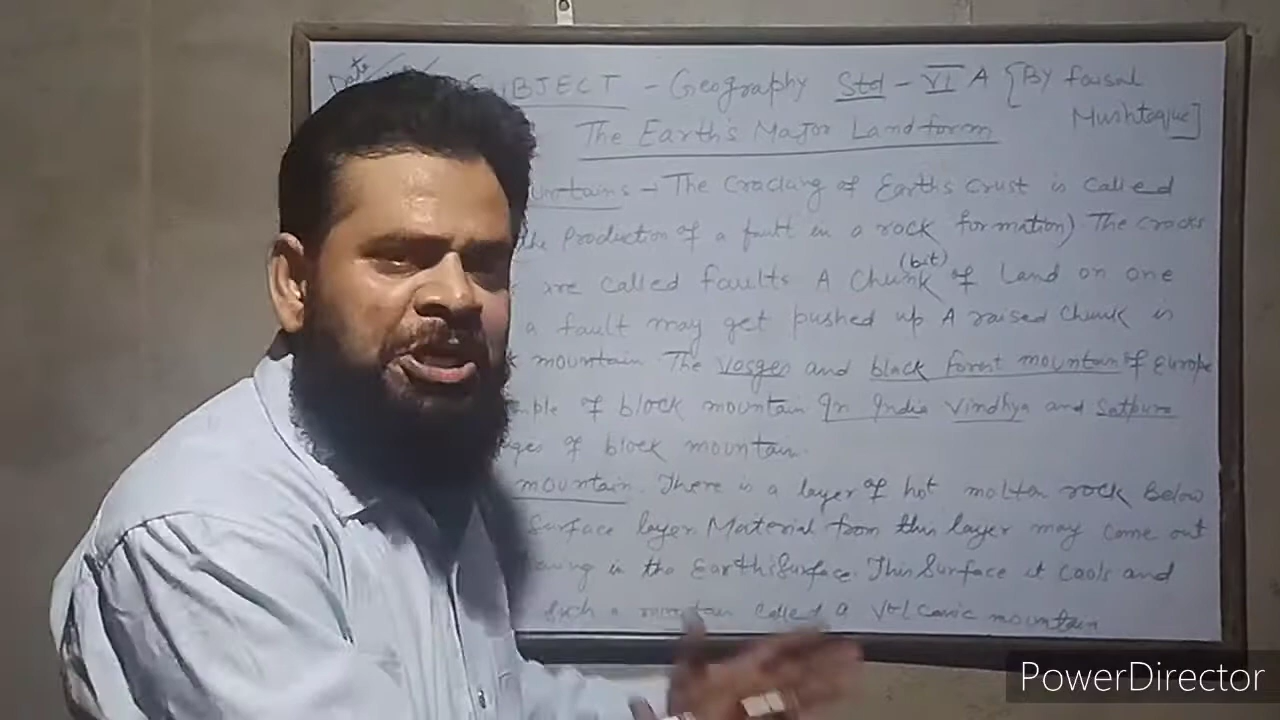 Date
SUBJECT - Geography Std - VI A [By faisal
Mushtaque]
The Earth's Major Landform
untains - The Cracking of Earths Crust is called
the Production of a fault in a rock formation) The cracks
(bit)
are called faults A Chunk of Land on one
a fault may get pushed up A raised Chunk is
mountain The Vosges and black forest mountain of Europe
mple of block mountain In India Vindhya and Satpura
ges of block mountain.
mountain. There is a layer of hot molten rock Below
Surface layer. Material from this layer may come out
in the Earth's Surface. This Surface it Cools and
Such a mountain called a volcanic mountain
PowerDirector